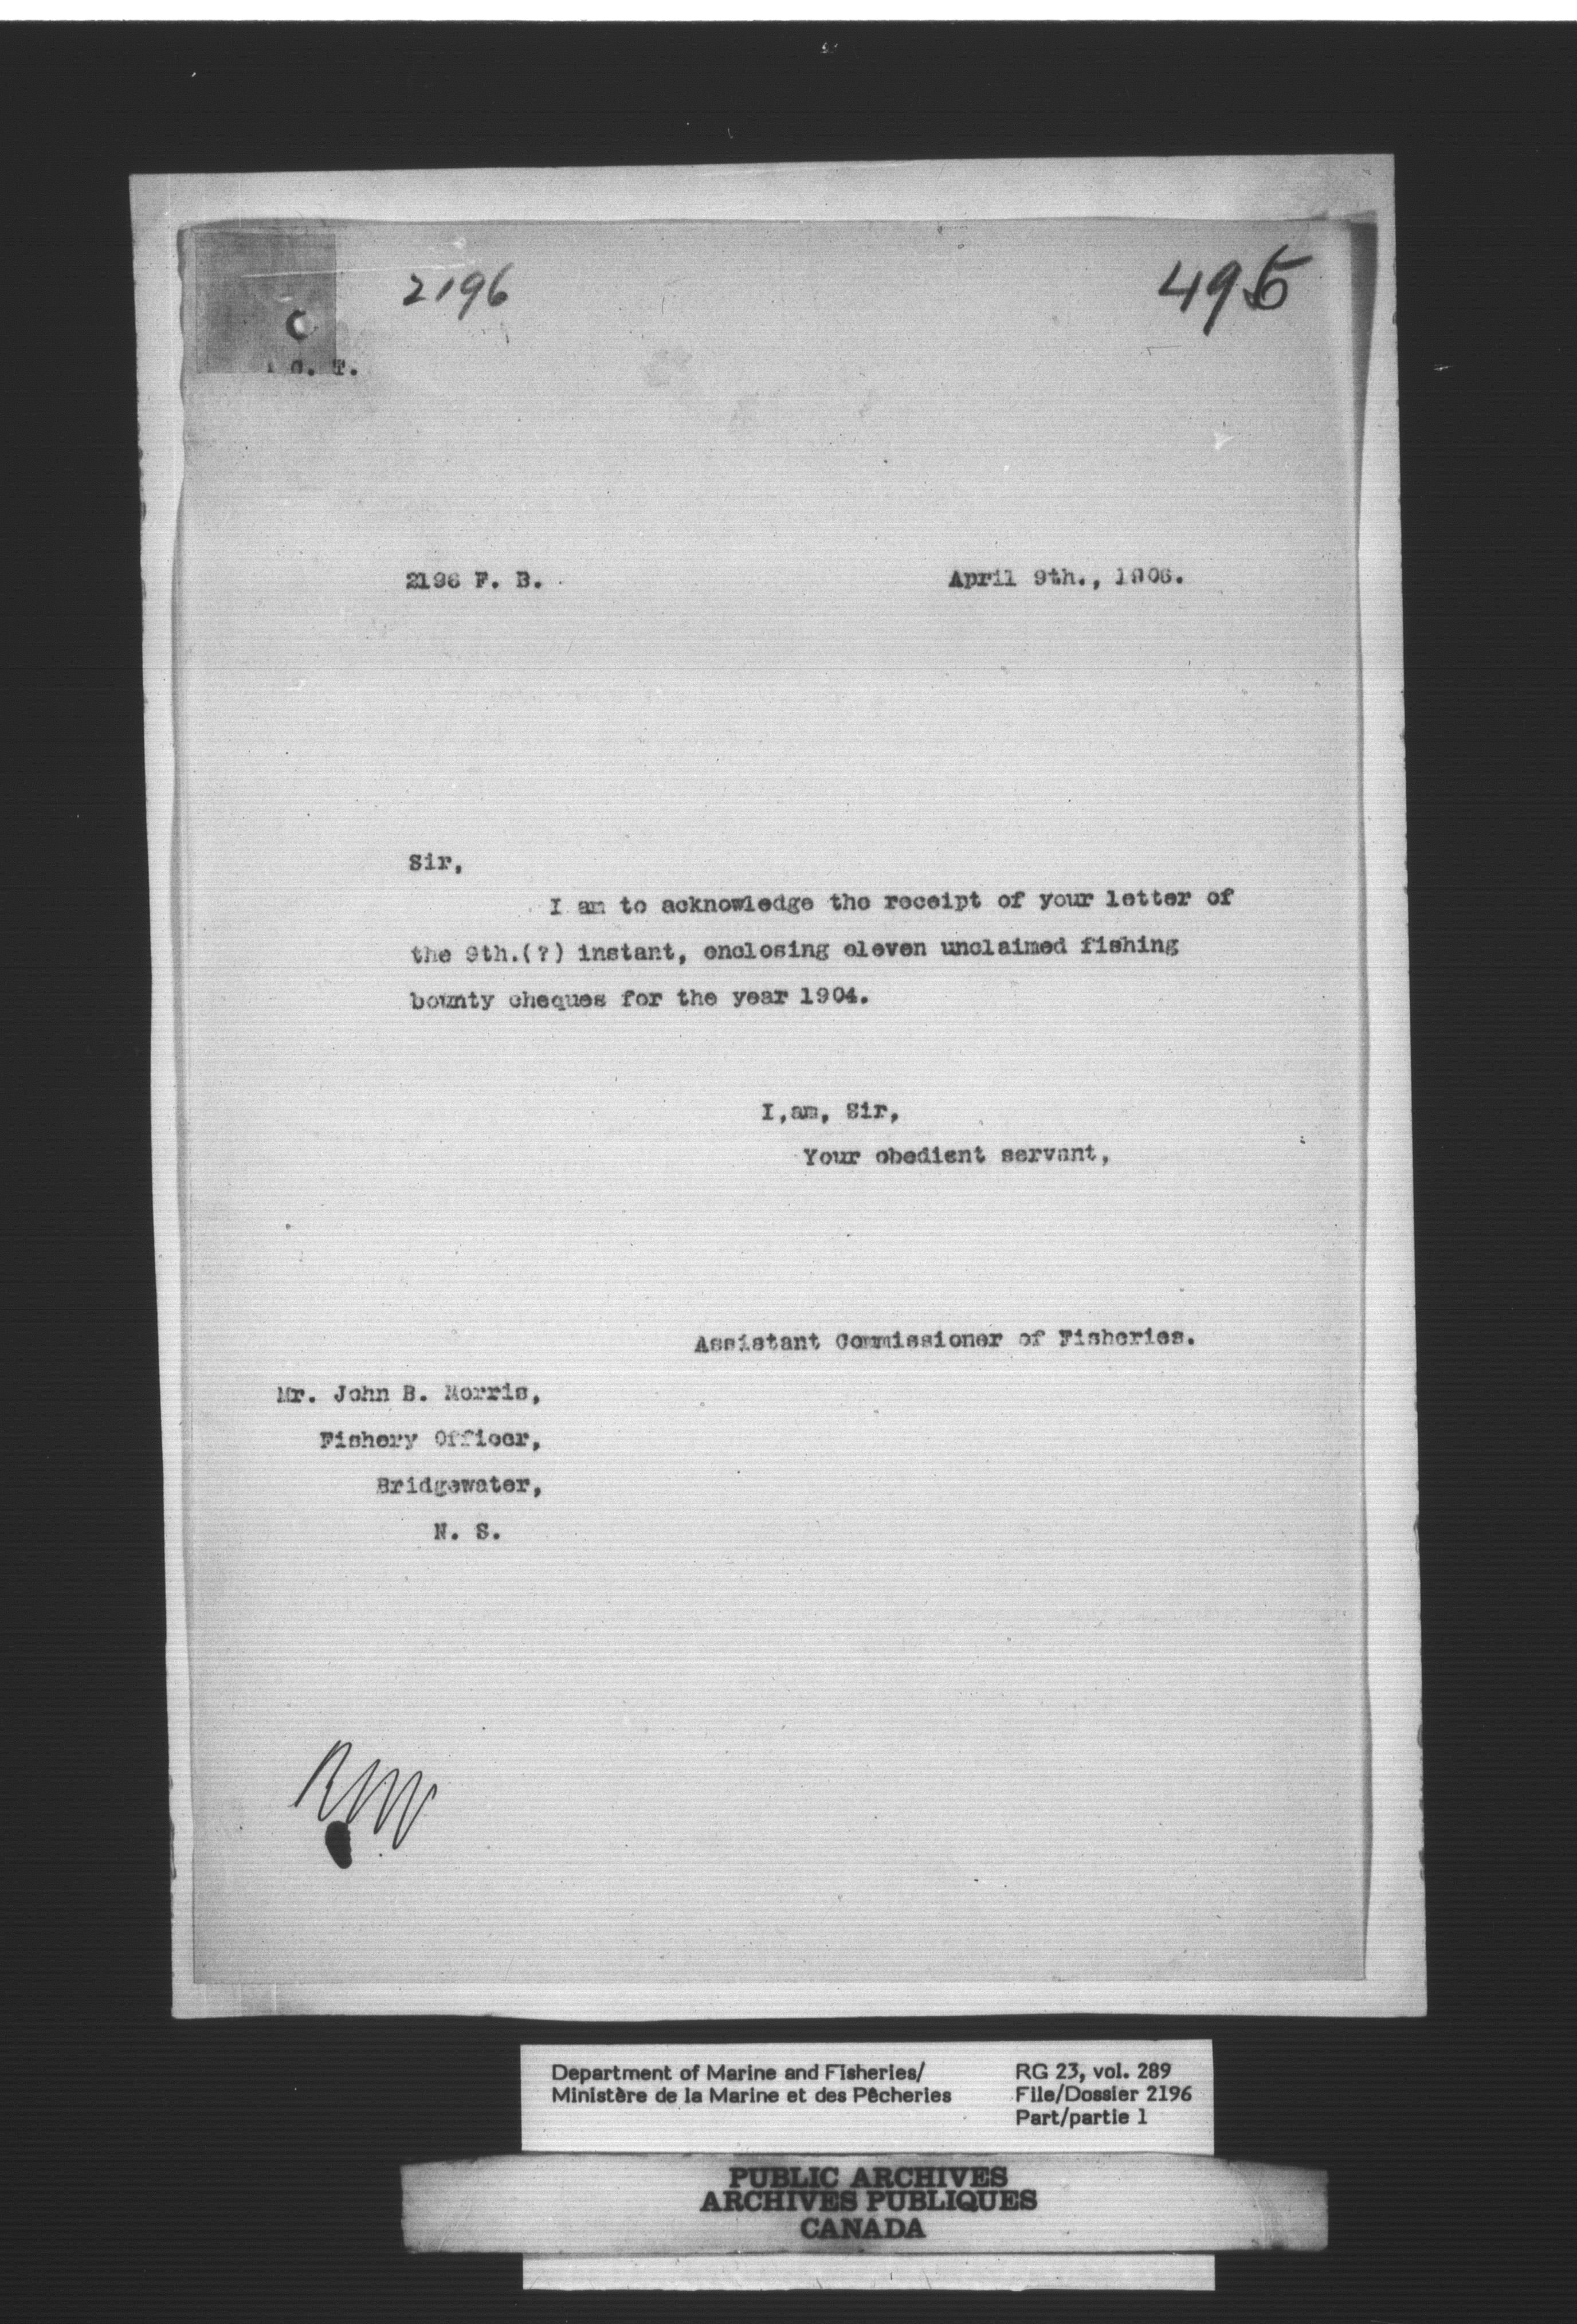 2196
495
C
C. T.
2196 F. B.
April 9th., 1906.
Sir,
I am to acknowledge the receipt of your letter of
the 9th.(?) instant, enclosing eleven unclaimed fishing
bounty cheques for the year 1904.
I,am, Sir,
Your obedient servant,
Assistant Commissioner of Fisheries.
Mr. John B. Morris,
Fishery Officer,
Bridgewater,
N. S.
Department of Marine and Fisheries/
Ministère de la Marine et des Pêcheries
RG 23, vol. 289
File/Dossier 2196
Part/partie 1
PUBLIC ARCHIVES
ARCHIVES PUBLIQUES
CANADA